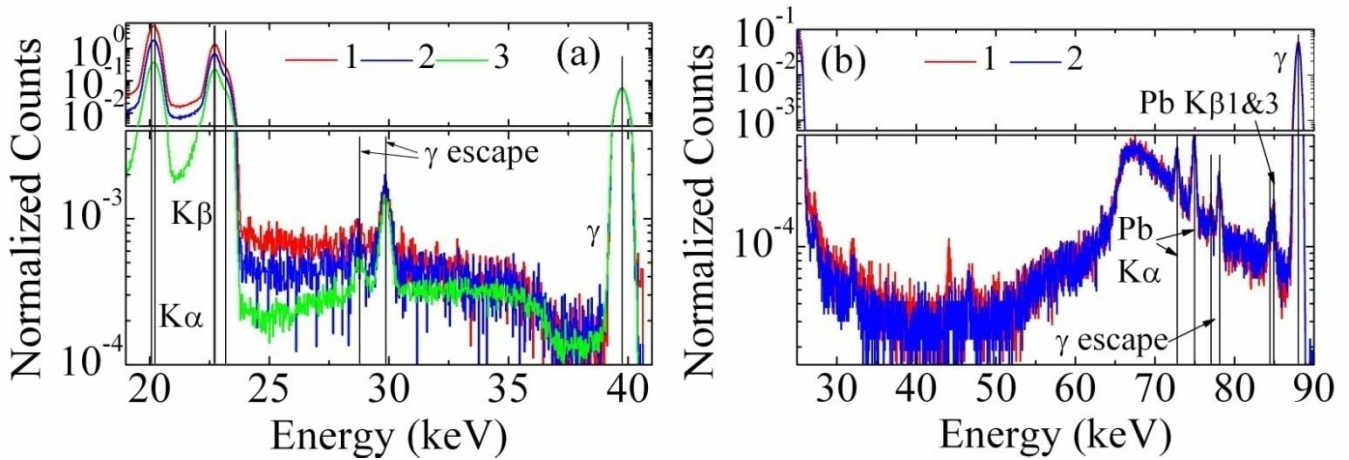 10⁰
10⁻¹
10⁻²
10⁻³
10⁻⁴
Normalized Counts
1 2 3
(a)
γ escape
Kβ
Kα
γ
20 25 30 35 40
Energy (keV)
10⁻¹
10⁻²
10⁻³
10⁻⁴
Normalized Counts
(b)
1 2
γ
Pb Kβ1&3
Pb
Kα
γ escape
30 40 50 60 70 80 90
Energy (keV)